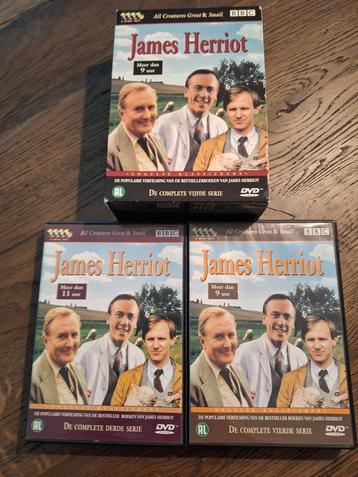 All Creatures Great & Small
BBC
James Herriot
Meer dan
9 uur
ENGELSE KLASSIEKERS
DE POPULAIRE VERFILMING VAN DE BESTSELLERBOEKEN VAN JAMES HERRIOT
AL
DE COMPLETE VIJFDE SERIE
DVD
All Creatures Great & Small
BBC
James Herriot
Meer dan
11 uur
DE POPULAIRE VERFILMING VAN DE BESTSELLER BOEKEN VAN JAMES HERRIOT
AL
DE COMPLETE DERDE SERIE
DVD
All Creatures Great & Small
BBC
James Herriot
Meer dan
9 uur
ENGELSE KLASSIEKERS
DE POPULAIRE VERFILMING VAN DE BESTSELLER BOEKEN VAN JAMES HERRIOT
AL
DE COMPLETE VIERDE SERIE
DVD